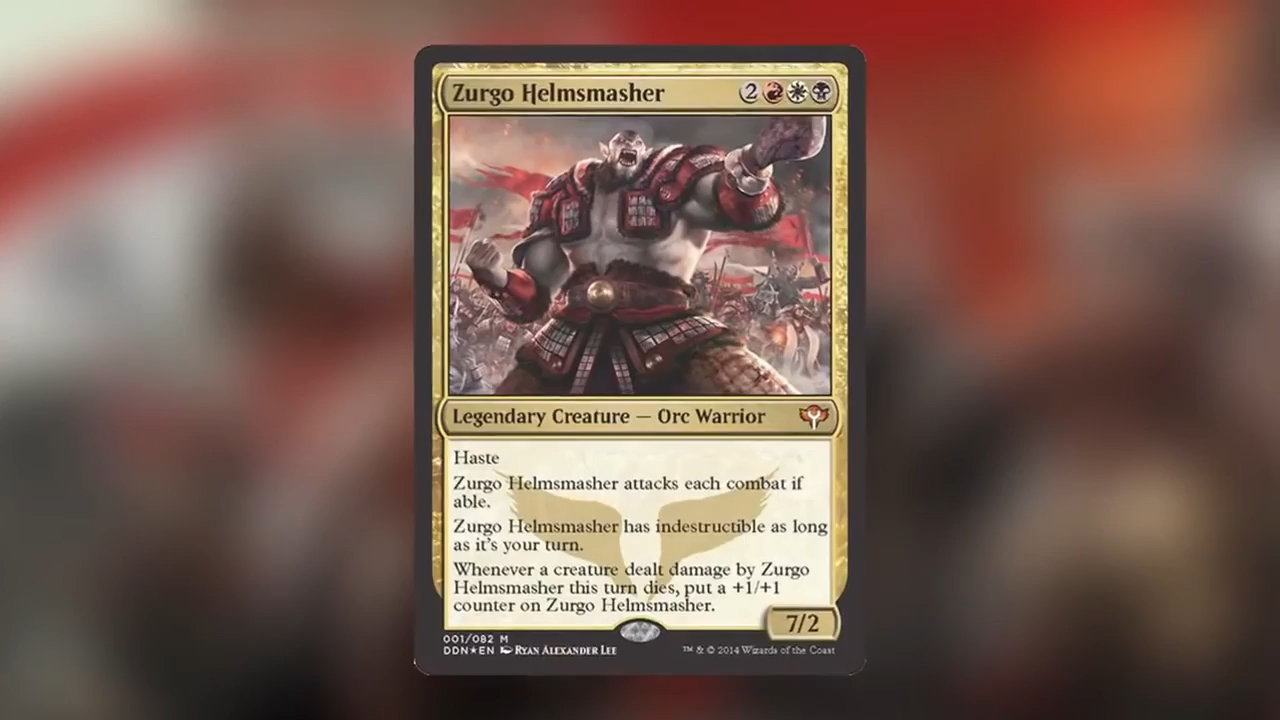 Zurgo Helmsmasher 2
Legendary Creature — Orc Warrior
Haste
Zurgo Helmsmasher attacks each combat if
able.
Zurgo Helmsmasher has indestructible as long
as it's your turn.
Whenever a creature dealt damage by Zurgo
Helmsmasher this turn dies, put a +1/+1
counter on Zurgo Helmsmasher.
7/2
001/082 M
DDN★EN Ryan Alexander Lee
™ & © 2014 Wizards of the Coast